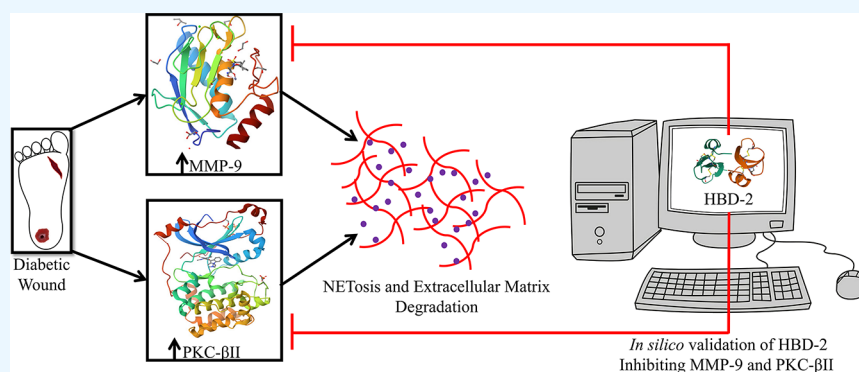 ↑MMP-9
Diabetic
Wound
↑PKC-βII
NETosis and Extracellular Matrix
Degradation
HBD-2
In silico validation of HBD-2
Inhibiting MMP-9 and PKC-βII